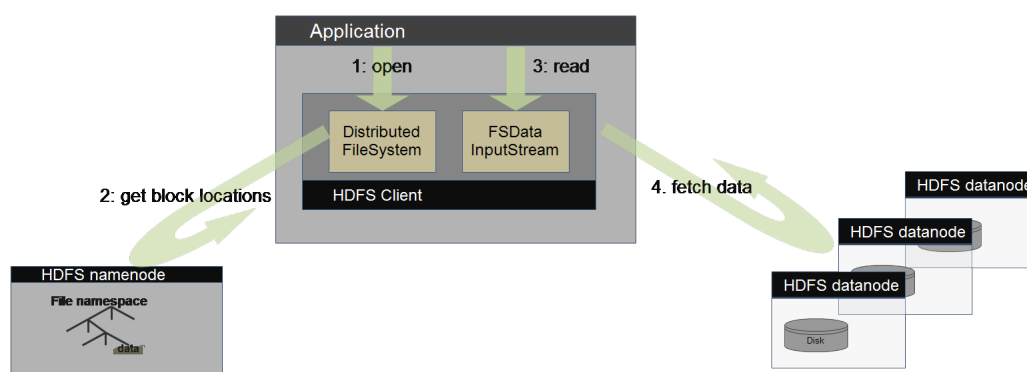 Application
1: open
3: read
Distributed
FileSystem
FSData
InputStream
HDFS Client
2: get block locations
4. fetch data
HDFS namenode
File namespace
data
HDFS datanode
HDFS datanode
HDFS datanode
Disk